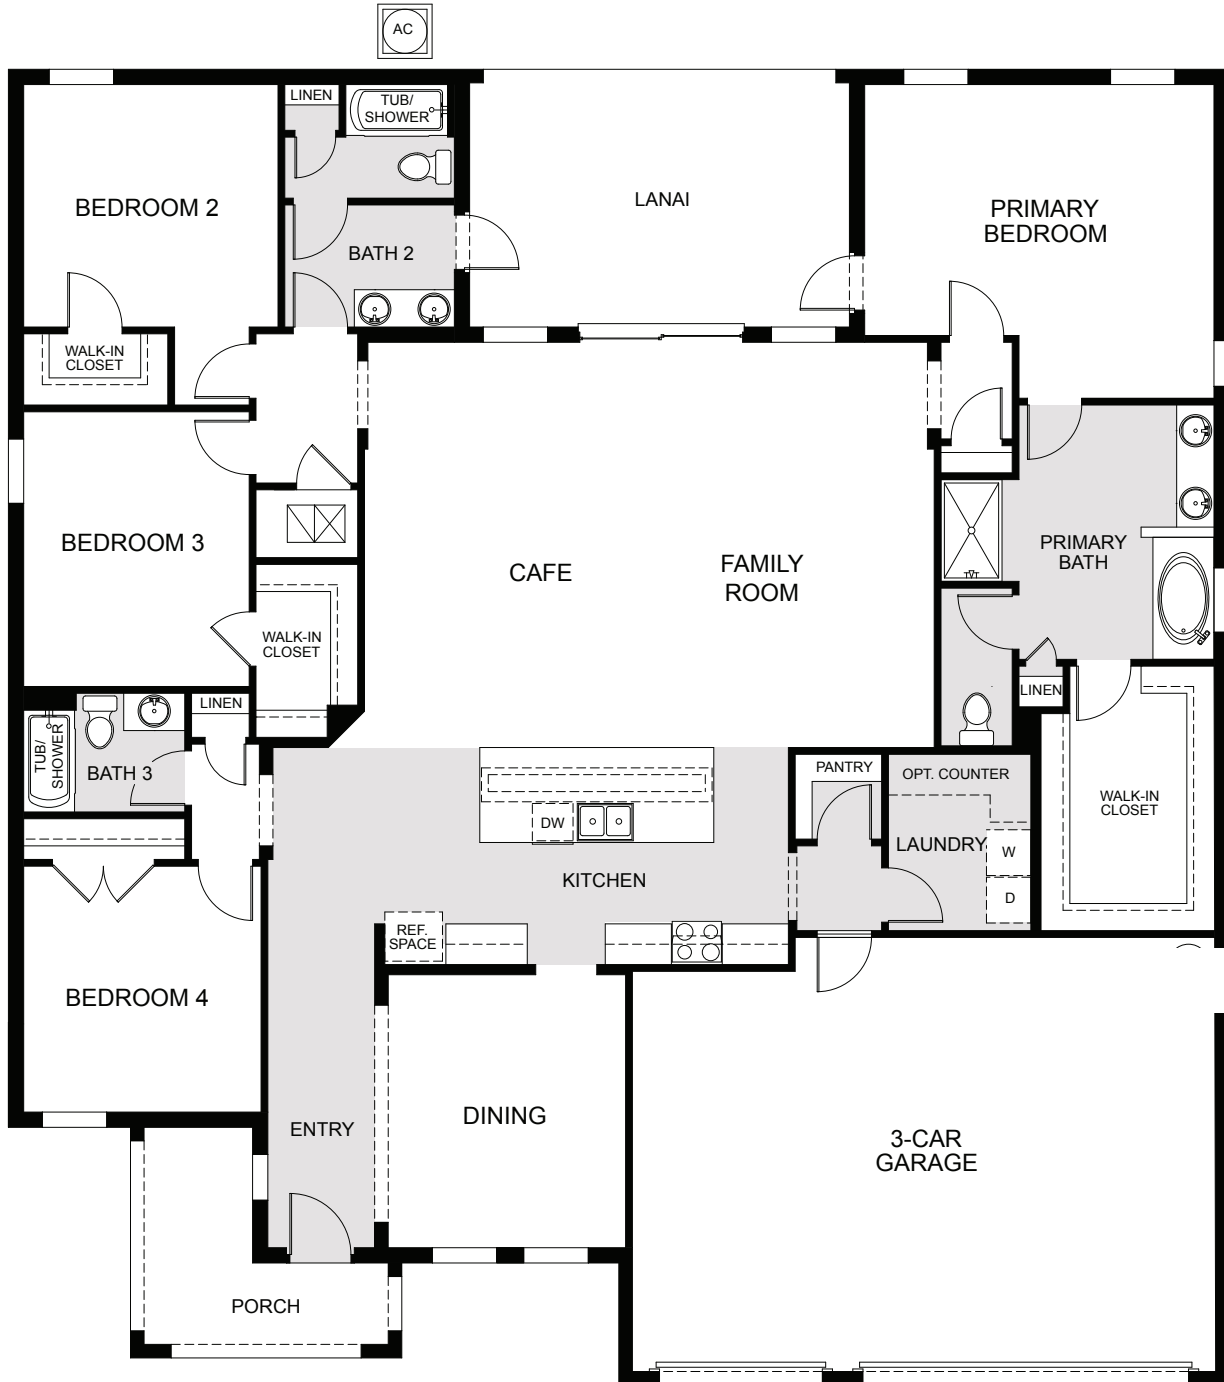 AC
LINEN
TUB/
SHOWER
BEDROOM 2
LANAI
PRIMARY
BEDROOM
BATH 2
WALK-IN
CLOSET
BEDROOM 3
CAFE
FAMILY
ROOM
PRIMARY
BATH
WALK-IN
CLOSET
LINEN
LINEN
TUB/
SHOWER
BATH 3
PANTRY
OPT. COUNTER
WALK-IN
CLOSET
DW
LAUNDRY
W
KITCHEN
D
REF.
SPACE
BEDROOM 4
DINING
ENTRY
3-CAR
GARAGE
PORCH